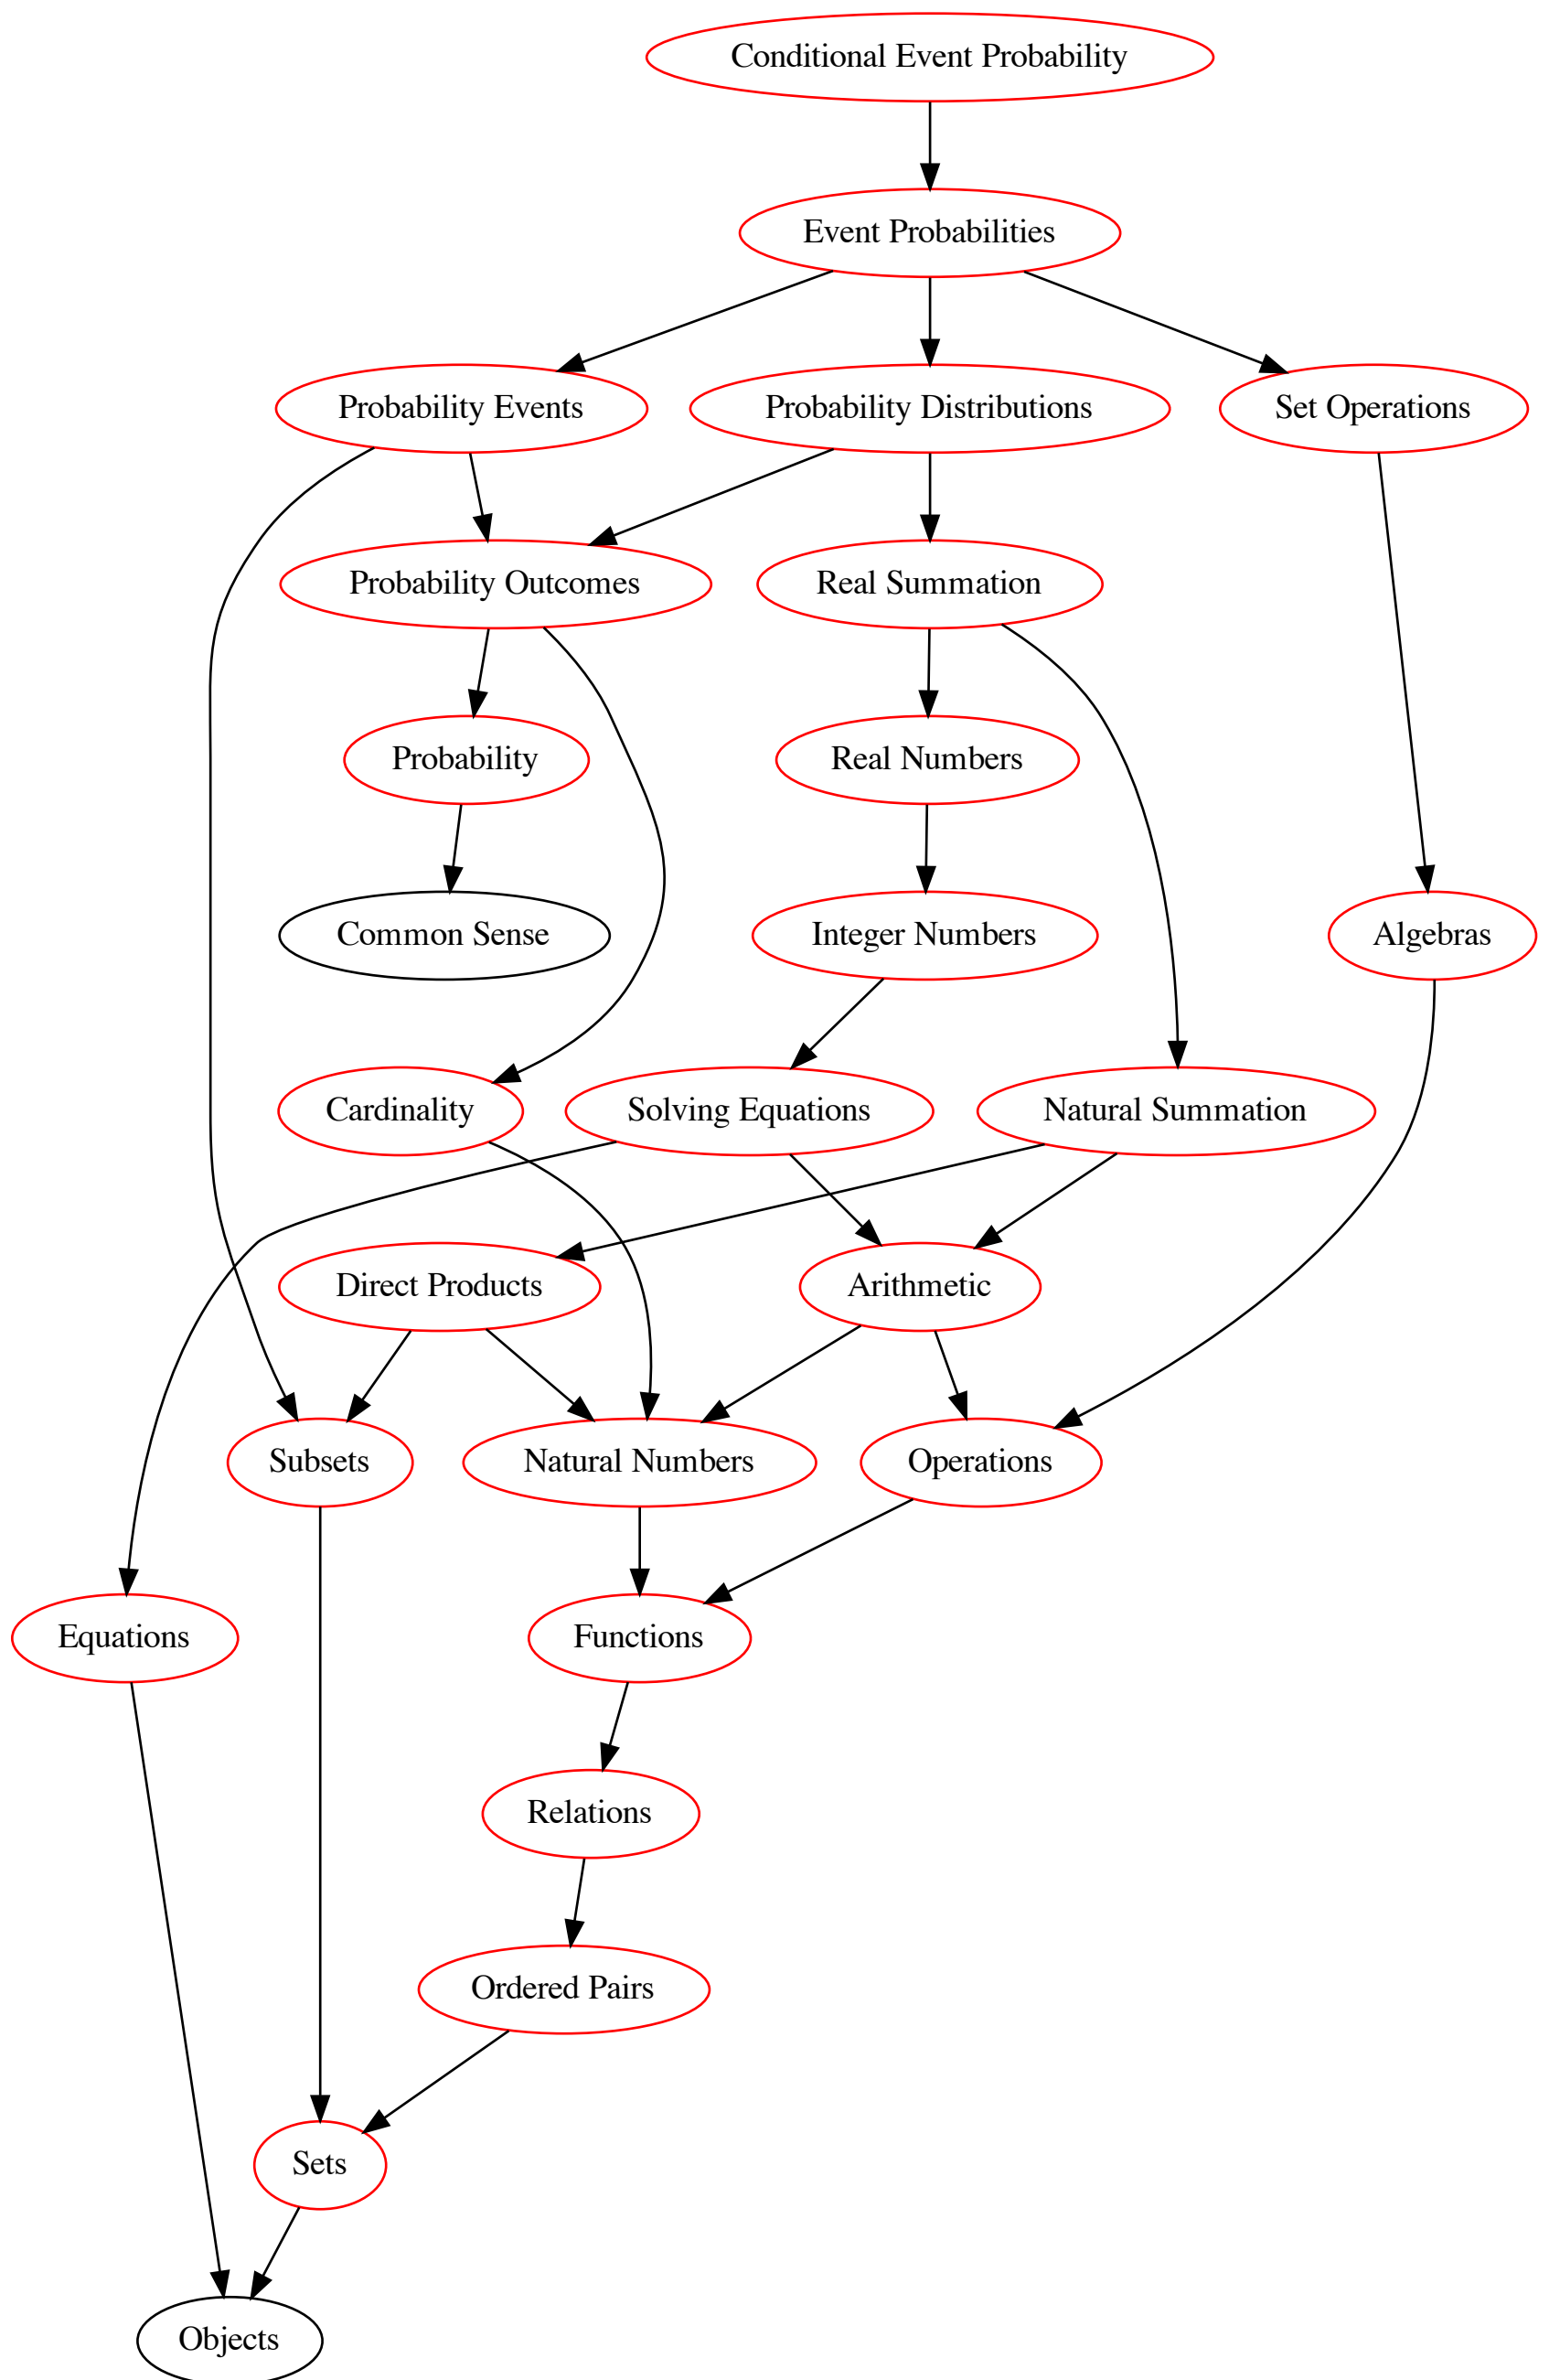 Conditional Event Probability
Event Probabilities
Probability Events
Probability Distributions
Set Operations
Probability Outcomes
Real Summation
Probability
Real Numbers
Common Sense
Integer Numbers
Algebras
Cardinality
Solving Equations
Natural Summation
Direct Products
Arithmetic
Subsets
Natural Numbers
Operations
Equations
Functions
Relations
Ordered Pairs
Sets
Objects